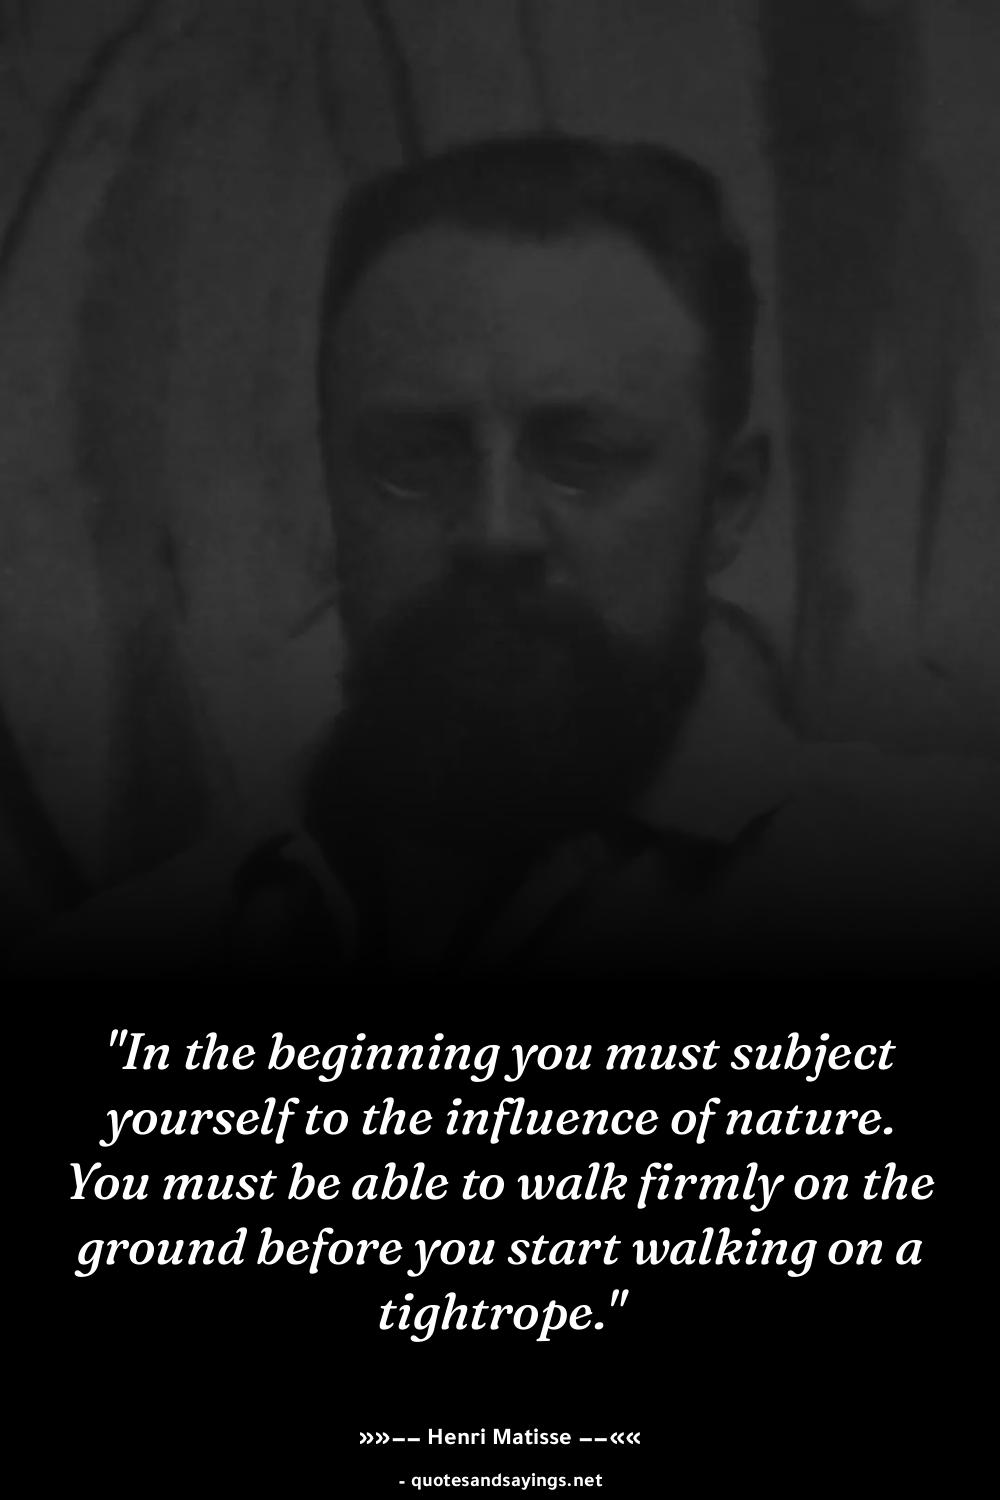 "In the beginning you must subject
yourself to the influence of nature.
You must be able to walk firmly on the
ground before you start walking on a
tightrope."
»»−− Henri Matisse −−««
- quotesandsayings.net